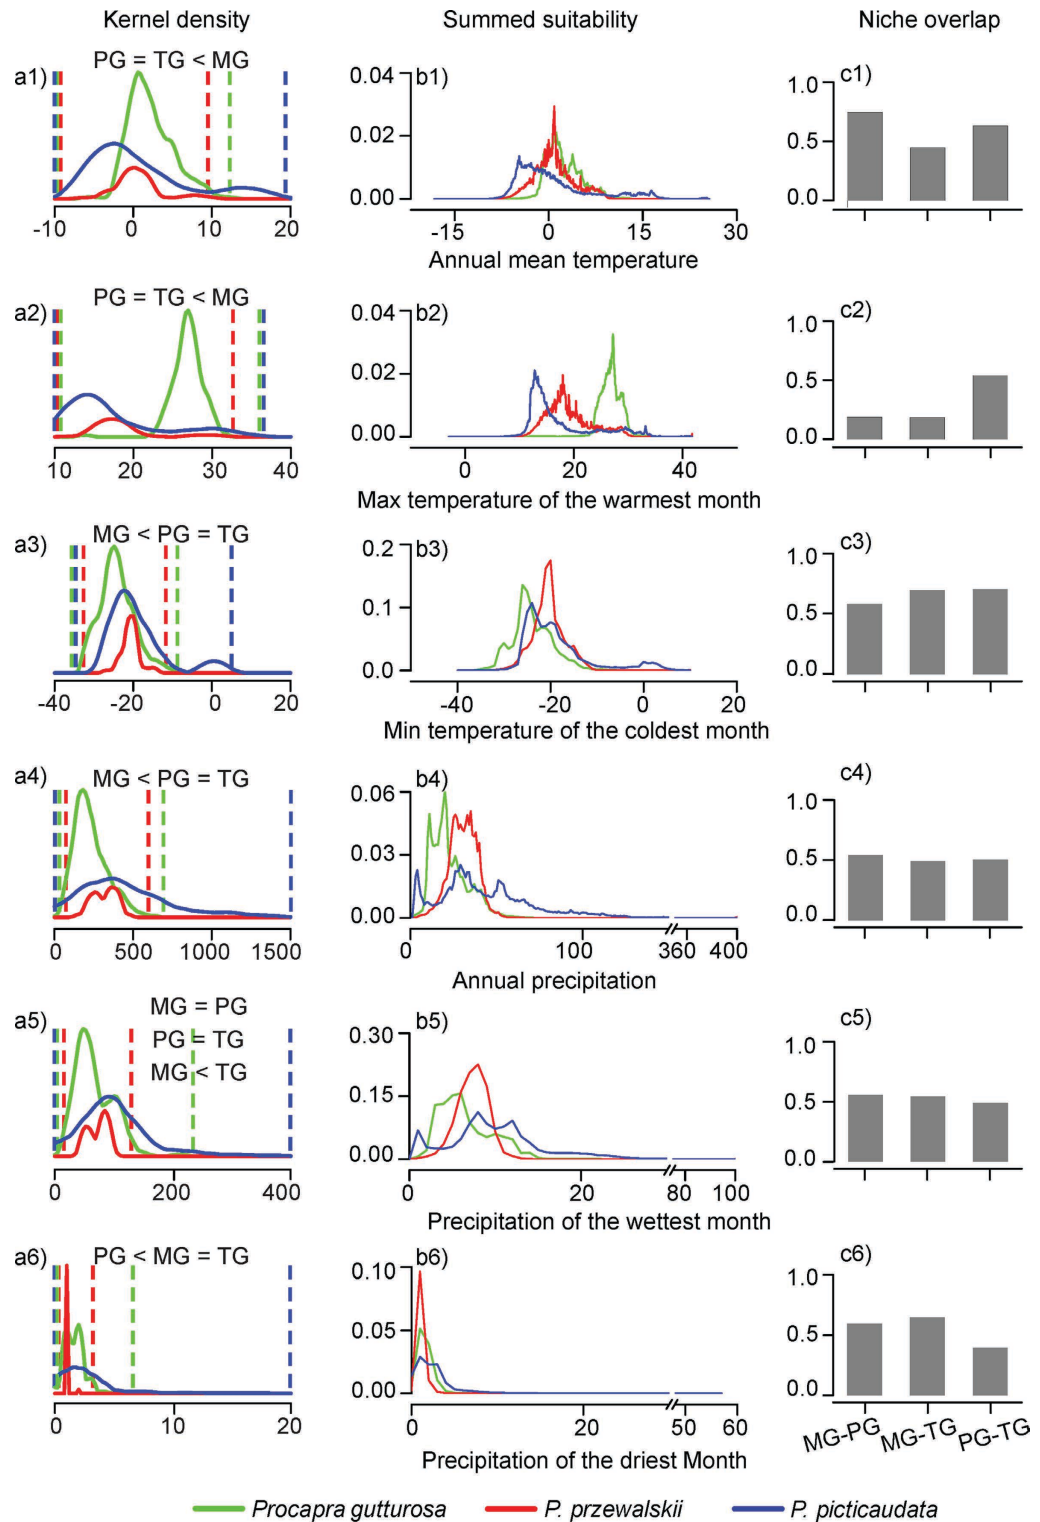 Kernel density Summed suitability Niche overlap
a1) PG = TG < MG b1) c1)
0.04 0.02 0.00
1.0 0.5 0.0
-10 0 10 20
-15 0 15 30
Annual mean temperature
a2) PG = TG < MG b2) c2)
0.04 0.02 0.00
1.0 0.5 0.0
10 20 30 40
0 20 40
Max temperature of the warmest month
a3) MG < PG = TG b3) c3)
0.2 0.1 0.0
1.0 0.5 0.0
-40 -20 0 20
-40 -20 0 20
Min temperature of the coldest month
a4) MG < PG = TG b4) c4)
0.06 0.03 0.00
1.0 0.5 0.0
0 500 1000 1500
0 100 360 400
Annual precipitation
a5) MG = PG b5) c5)
PG = TG
MG < TG
0.30 0.15 0.00
1.0 0.5 0.0
0 200 400
0 20 80 100
Precipitation of the wettest month
a6) PG < MG = TG b6) c6)
0.10 0.05 0.00
1.0 0.5 0.0
0 10 20
0 20 50 60
MG-PG MG-TG PG-TG
Precipitation of the driest Month
Procapra gutturosa P. przewalskii P. picticaudata